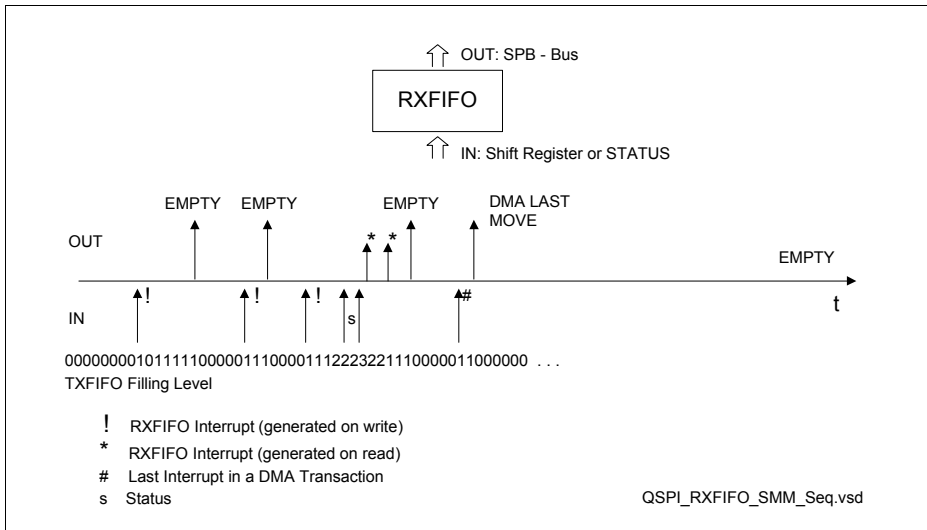 OUT: SPB - Bus
RXFIFO
IN: Shift Register or STATUS
EMPTY EMPTY EMPTY DMA LAST MOVE
OUT * * EMPTY
! ! ! # t
IN s
00000000010111110000011100001112223221110000011000000 . . .
TXFIFO Filling Level
! RXFIFO Interrupt (generated on write)
* RXFIFO Interrupt (generated on read)
# Last Interrupt in a DMA Transaction
s Status
QSPI_RXFIFO_SMM_Seq.vsd